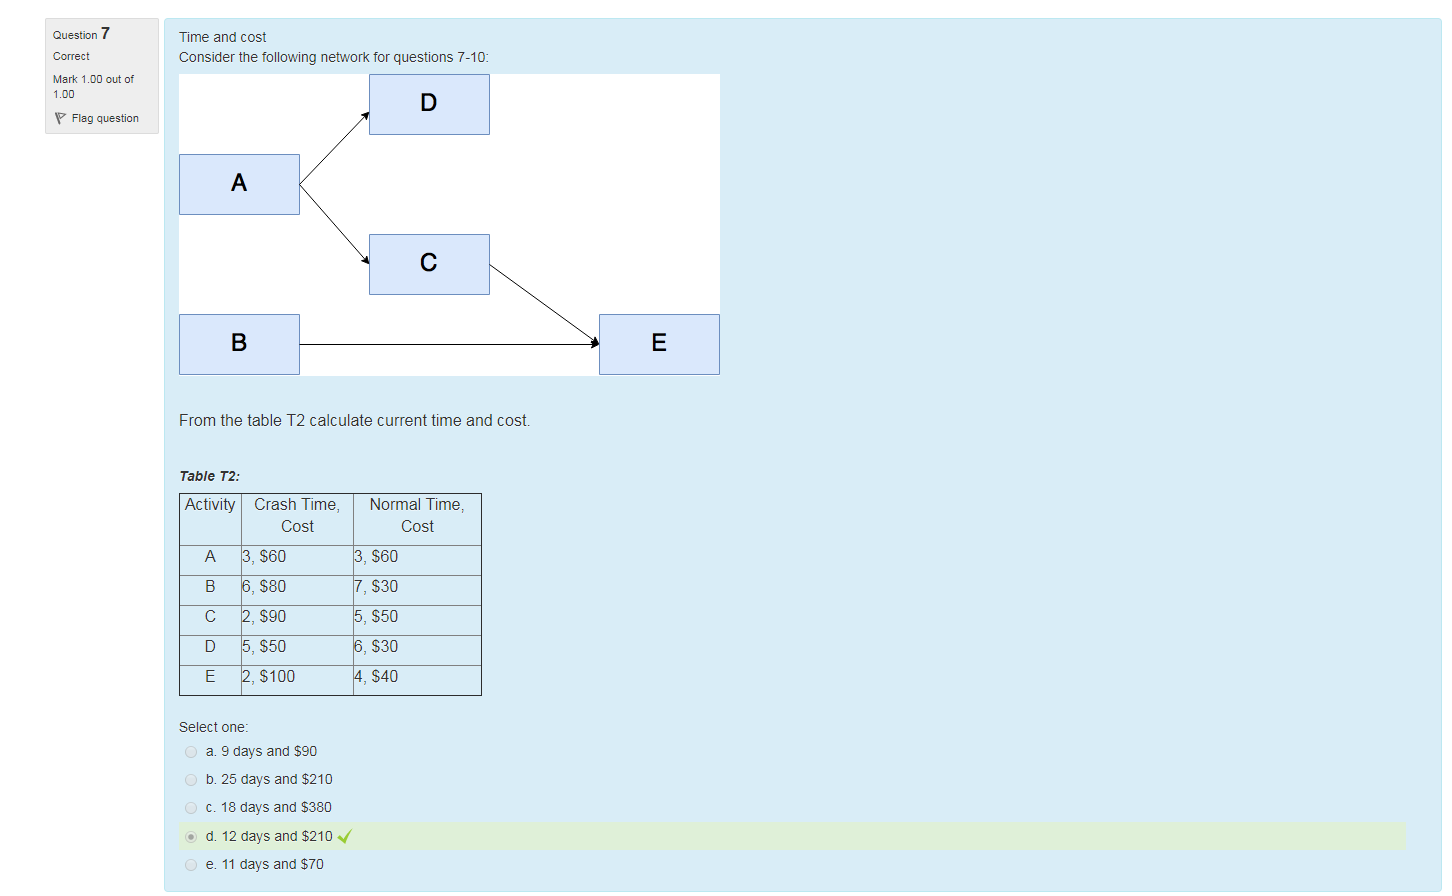 Question 7
Correct
Mark 1.00 out of
1.00
Flag question
Time and cost
Consider the following network for questions 7-10:
D
A
C
B
E
From the table T2 calculate current time and cost.
Table T2:
Activity Crash Time, Cost Normal Time, Cost
A 3, $60 3, $60
B 6, $80 7, $30
C 2, $90 5, $50
D 5, $50 6, $30
E 2, $100 4, $40
Select one:
a. 9 days and $90
b. 25 days and $210
c. 18 days and $380
d. 12 days and $210
e. 11 days and $70